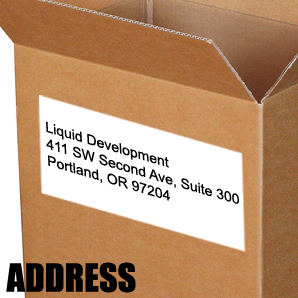 Liquid Development
411 SW Second Ave, Suite 300
Portland, OR 97204
ADDRESS